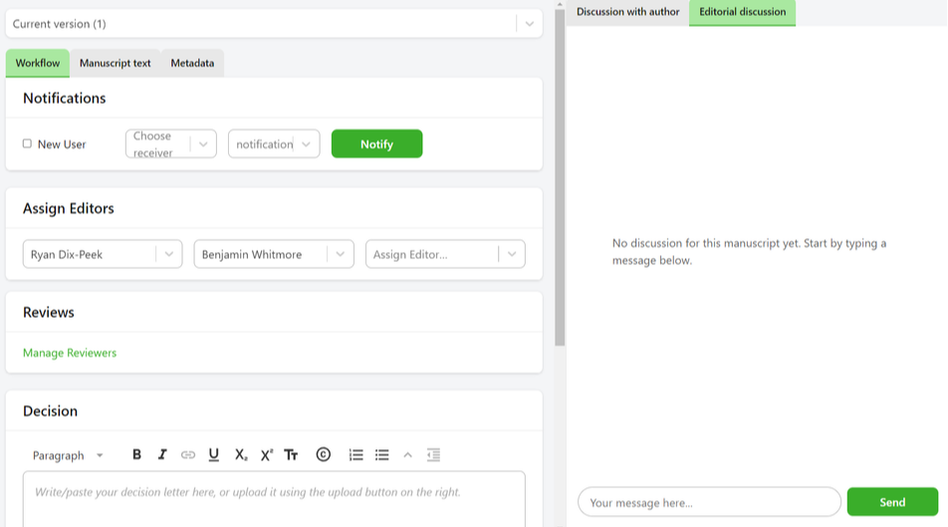 Current version (1)
Workflow Manuscript text Metadata
Notifications
New User
Choose
receiver
notification
Notify
Assign Editors
Ryan Dix-Peek Benjamin Whitmore Assign Editor...
Reviews
Manage Reviewers
Decision
Paragraph B I U X₂ X² Tt ©
Write/paste your decision letter here, or upload it using the upload button on the right.
Discussion with author Editorial discussion
No discussion for this manuscript yet. Start by typing a
message below.
Your message here... Send